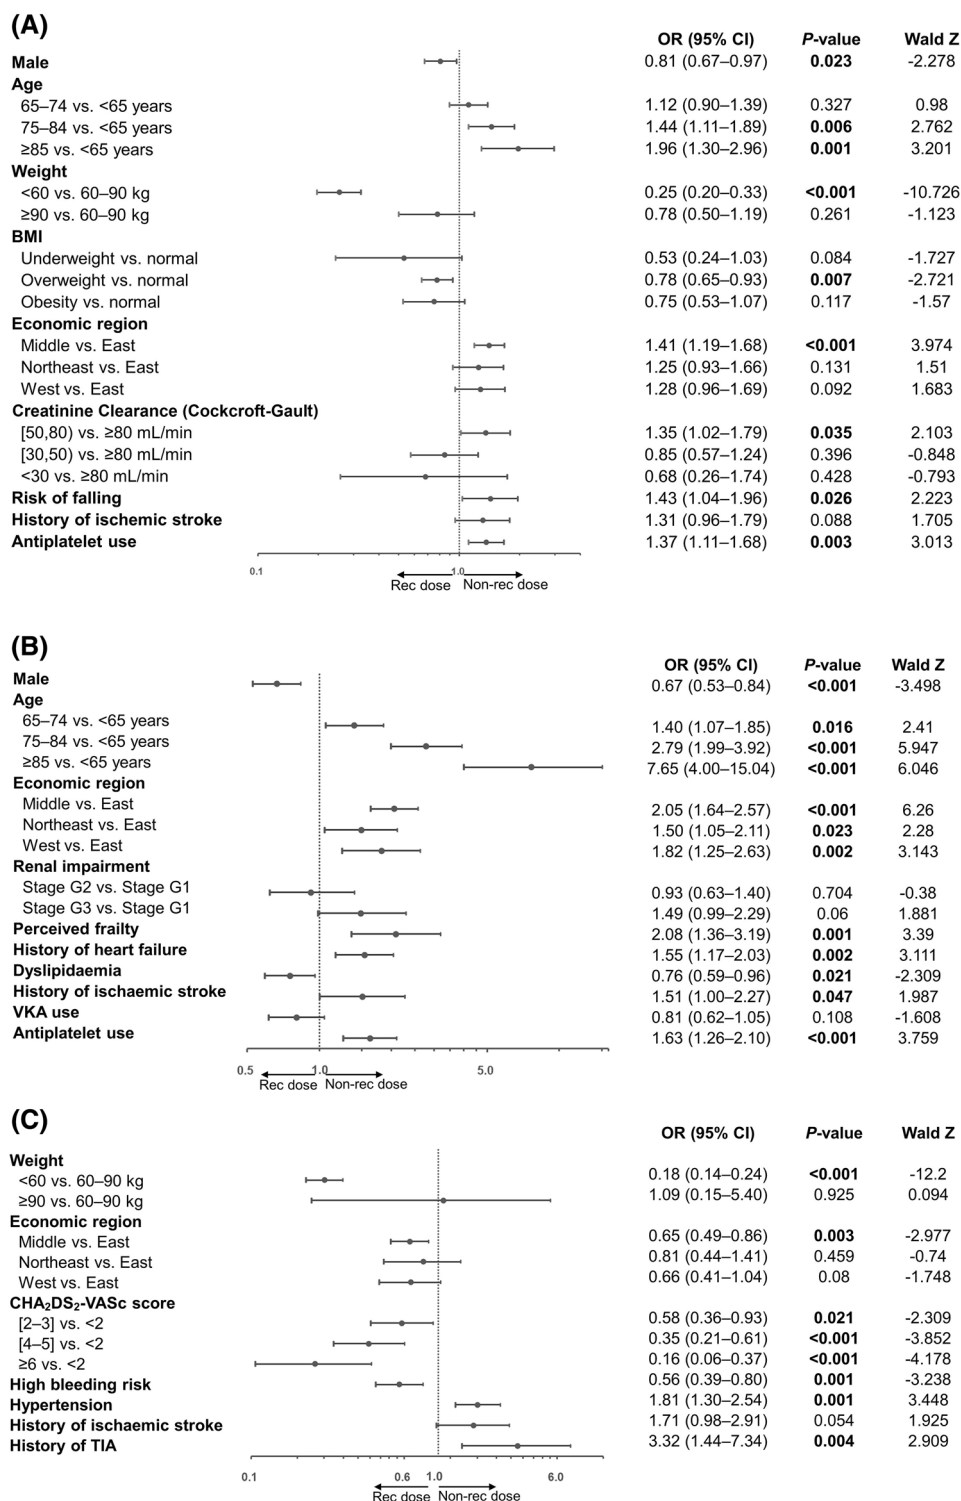 (A)
OR (95% CI) P-value Wald Z
Male 0.81 (0.67–0.97) 0.023 -2.278
Age
65–74 vs. <65 years 1.12 (0.90–1.39) 0.327 0.98
75–84 vs. <65 years 1.44 (1.11–1.89) 0.006 2.762
≥85 vs. <65 years 1.96 (1.30–2.96) 0.001 3.201
Weight
<60 vs. 60–90 kg 0.25 (0.20–0.33) <0.001 -10.726
≥90 vs. 60–90 kg 0.78 (0.50–1.19) 0.261 -1.123
BMI
Underweight vs. normal 0.53 (0.24–1.03) 0.084 -1.727
Overweight vs. normal 0.78 (0.65–0.93) 0.007 -2.721
Obesity vs. normal 0.75 (0.53–1.07) 0.117 -1.57
Economic region
Middle vs. East 1.41 (1.19–1.68) <0.001 3.974
Northeast vs. East 1.25 (0.93–1.66) 0.131 1.51
West vs. East 1.28 (0.96–1.69) 0.092 1.683
Creatinine Clearance (Cockcroft-Gault)
[50,80) vs. ≥80 mL/min 1.35 (1.02–1.79) 0.035 2.103
[30,50) vs. ≥80 mL/min 0.85 (0.57–1.24) 0.396 -0.848
<30 vs. ≥80 mL/min 0.68 (0.26–1.74) 0.428 -0.793
Risk of falling 1.43 (1.04–1.96) 0.026 2.223
History of ischemic stroke 1.31 (0.96–1.79) 0.088 1.705
Antiplatelet use 1.37 (1.11–1.68) 0.003 3.013
0.1 1.0
Rec dose Non-rec dose
(B)
OR (95% CI) P-value Wald Z
Male 0.67 (0.53–0.84) <0.001 -3.498
Age
65–74 vs. <65 years 1.40 (1.07–1.85) 0.016 2.41
75–84 vs. <65 years 2.79 (1.99–3.92) <0.001 5.947
≥85 vs. <65 years 7.65 (4.00–15.04) <0.001 6.046
Economic region
Middle vs. East 2.05 (1.64–2.57) <0.001 6.26
Northeast vs. East 1.50 (1.05–2.11) 0.023 2.28
West vs. East 1.82 (1.25–2.63) 0.002 3.143
Renal impairment
Stage G2 vs. Stage G1 0.93 (0.63–1.40) 0.704 -0.38
Stage G3 vs. Stage G1 1.49 (0.99–2.29) 0.06 1.881
Perceived frailty 2.08 (1.36–3.19) 0.001 3.39
History of heart failure 1.55 (1.17–2.03) 0.002 3.111
Dyslipidaemia 0.76 (0.59–0.96) 0.021 -2.309
History of ischaemic stroke 1.51 (1.00–2.27) 0.047 1.987
VKA use 0.81 (0.62–1.05) 0.108 -1.608
Antiplatelet use 1.63 (1.26–2.10) <0.001 3.759
0.5 1.0 5.0
Rec dose Non-rec dose
(C)
OR (95% CI) P-value Wald Z
Weight
<60 vs. 60–90 kg 0.18 (0.14–0.24) <0.001 -12.2
≥90 vs. 60–90 kg 1.09 (0.15–5.40) 0.925 0.094
Economic region
Middle vs. East 0.65 (0.49–0.86) 0.003 -2.977
Northeast vs. East 0.81 (0.44–1.41) 0.459 -0.74
West vs. East 0.66 (0.41–1.04) 0.08 -1.748
CHA₂DS₂-VASc score
[2–3] vs. <2 0.58 (0.36–0.93) 0.021 -2.309
[4–5] vs. <2 0.35 (0.21–0.61) <0.001 -3.852
≥6 vs. <2 0.16 (0.06–0.37) <0.001 -4.178
High bleeding risk 0.56 (0.39–0.80) 0.001 -3.238
Hypertension 1.81 (1.30–2.54) 0.001 3.448
History of ischaemic stroke 1.71 (0.98–2.91) 0.054 1.925
History of TIA 3.32 (1.44–7.34) 0.004 2.909
0.1 0.6 1.0 6.0
Rec dose Non-rec dose